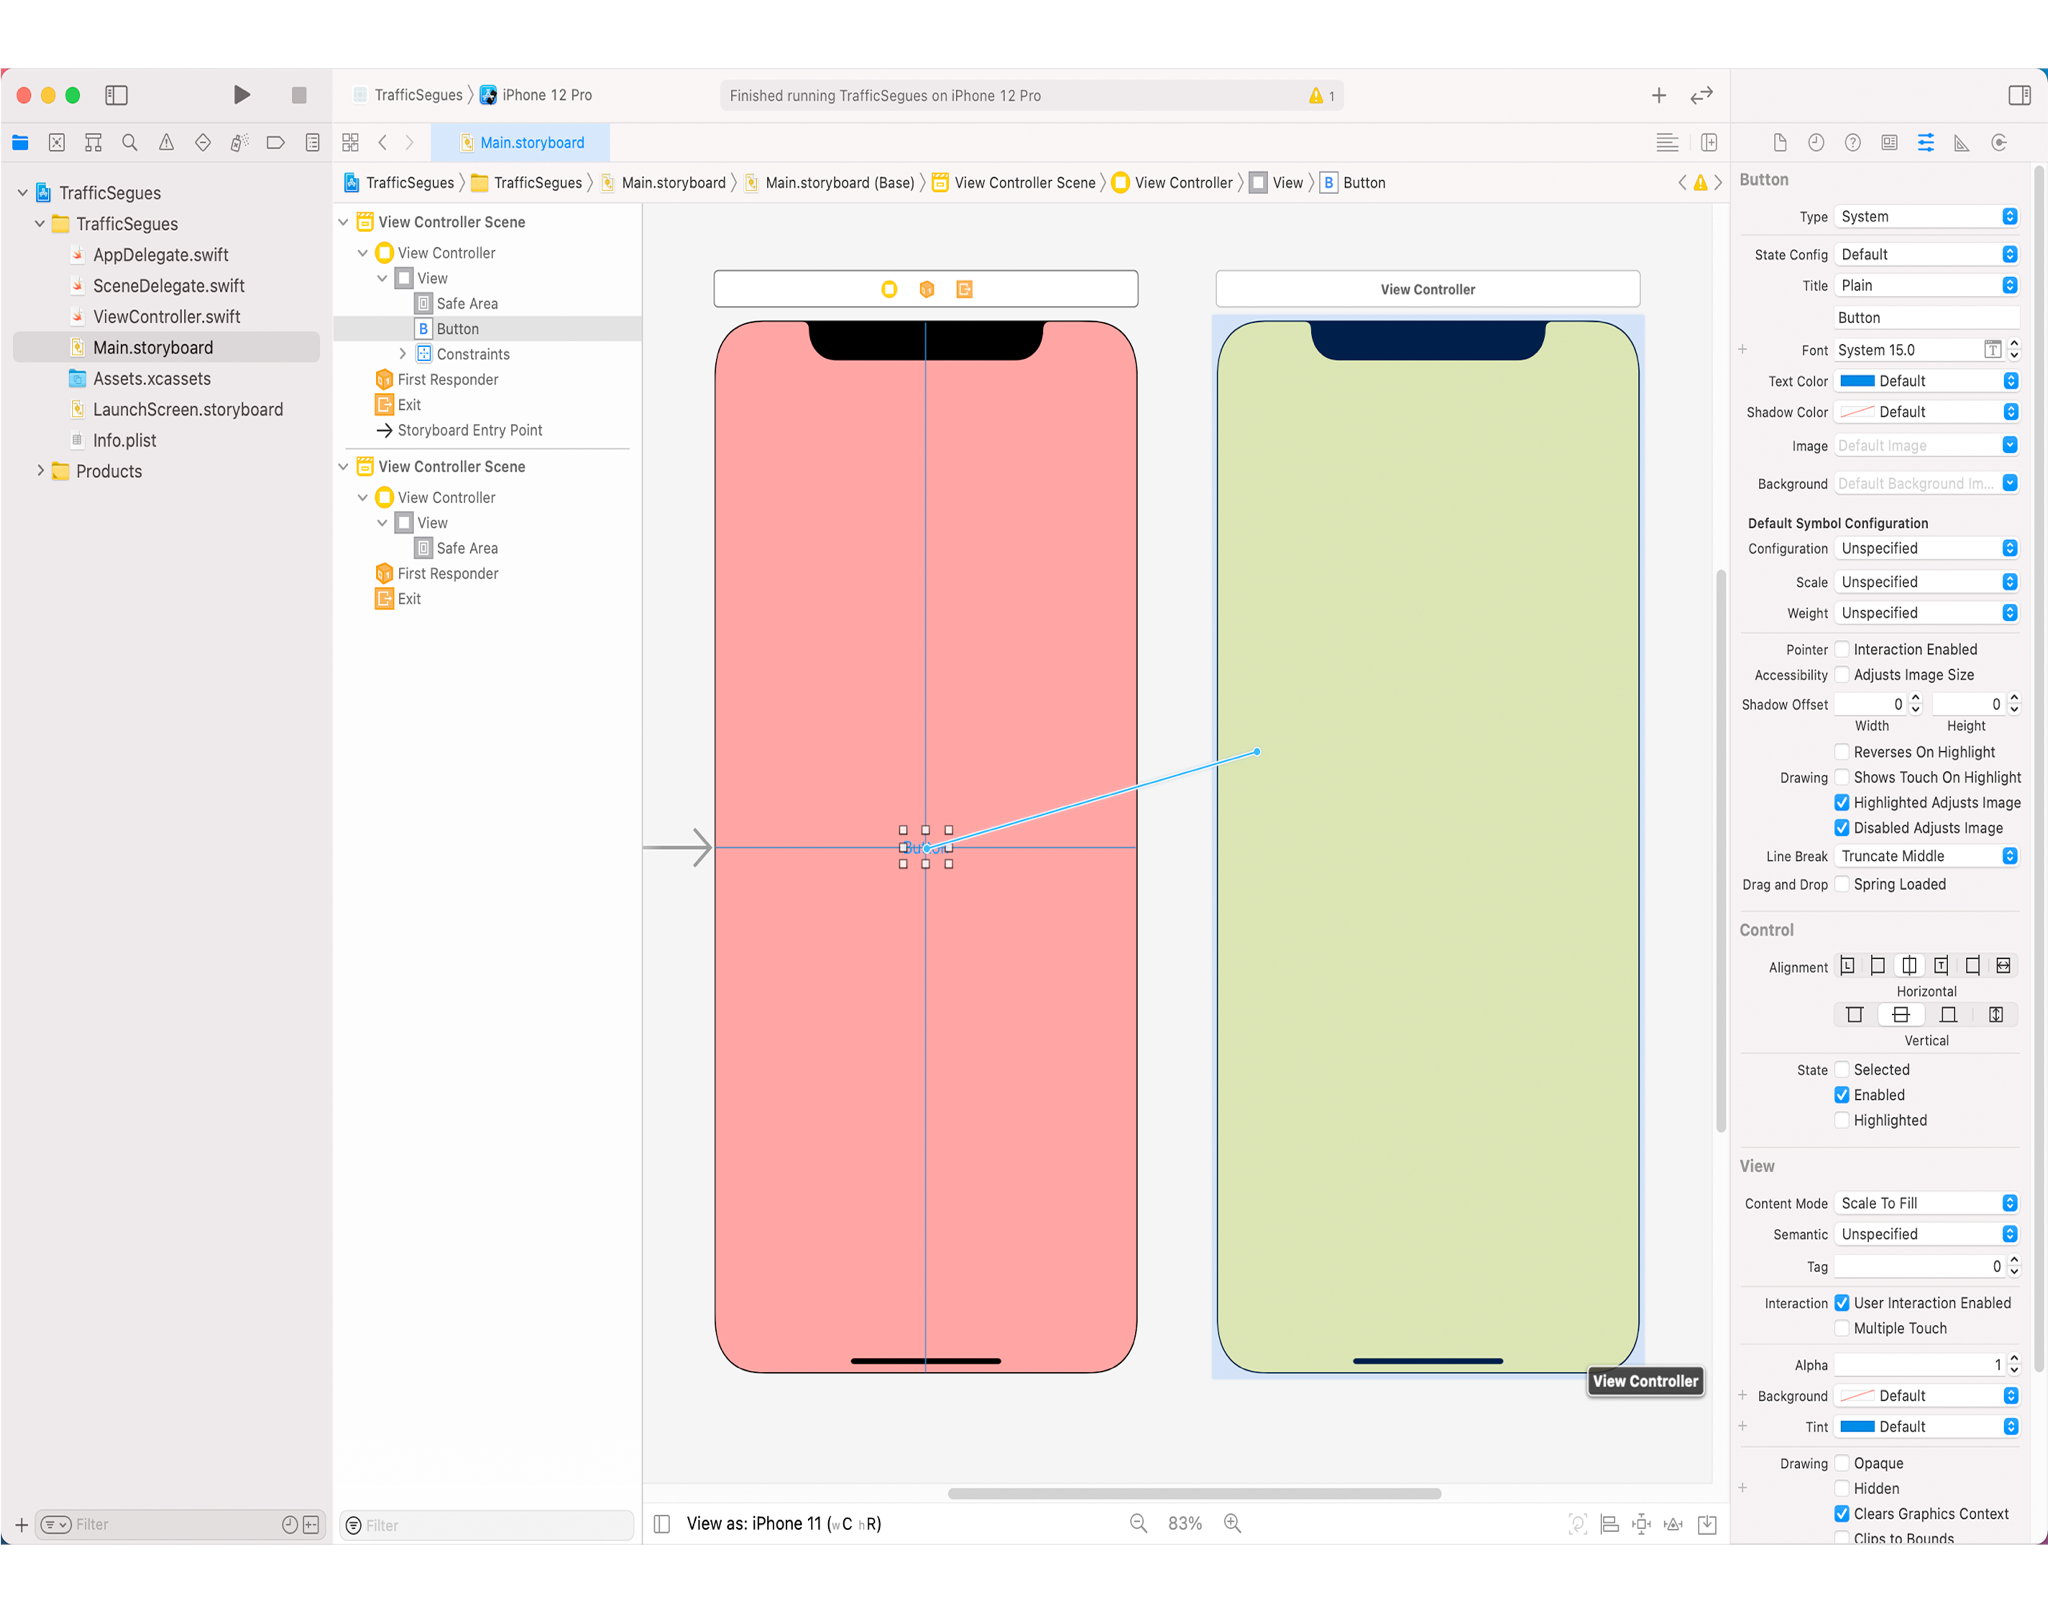 TrafficSegues
iPhone 12 Pro
Finished running TrafficSegues on iPhone 12 Pro
1
Main.storyboard
TrafficSegues
TrafficSegues
Main.storyboard
Main.storyboard (Base)
View Controller Scene
View Controller
View
B Button
TrafficSegues
TrafficSegues
AppDelegate.swift
SceneDelegate.swift
ViewController.swift
Main.storyboard
Assets.xcassets
LaunchScreen.storyboard
Info.plist
Products
Filter
View Controller Scene
View Controller
View
Safe Area
B Button
Constraints
First Responder
Exit
Storyboard Entry Point
View Controller Scene
View Controller
View
Safe Area
First Responder
Exit
Filter
View Controller
View Controller
View as: iPhone 11 (wC hR)
83%
Button
Type System
State Config Default
Title Plain
Button
Font System 15.0
Text Color Default
Shadow Color Default
Image Default Image
Background Default Background Im...
Default Symbol Configuration
Configuration Unspecified
Scale Unspecified
Weight Unspecified
Pointer Interaction Enabled
Accessibility Adjusts Image Size
Shadow Offset 0 0
Width Height
Reverses On Highlight
Drawing Shows Touch On Highlight
Highlighted Adjusts Image
Disabled Adjusts Image
Line Break Truncate Middle
Drag and Drop Spring Loaded
Control
Alignment
Horizontal
Vertical
State Selected
Enabled
Highlighted
View
Content Mode Scale To Fill
Semantic Unspecified
Tag 0
Interaction User Interaction Enabled
Multiple Touch
Alpha 1
Background Default
Tint Default
Drawing Opaque
Hidden
Clears Graphics Context
Clips to Bounds